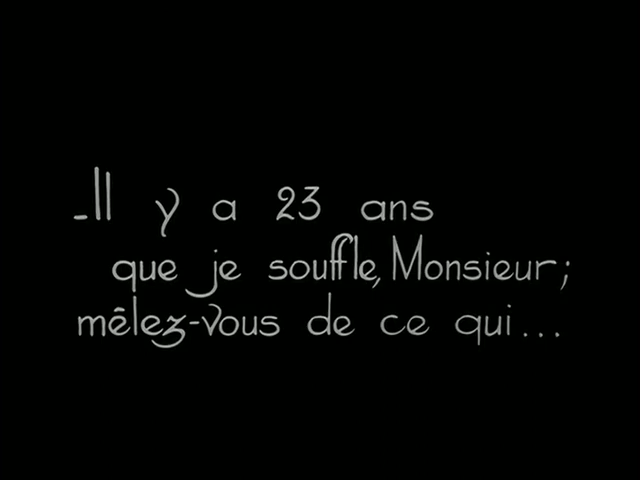 -Il y a 23 ans
que je souffle, Monsieur;
mêlez-vous de ce qui...